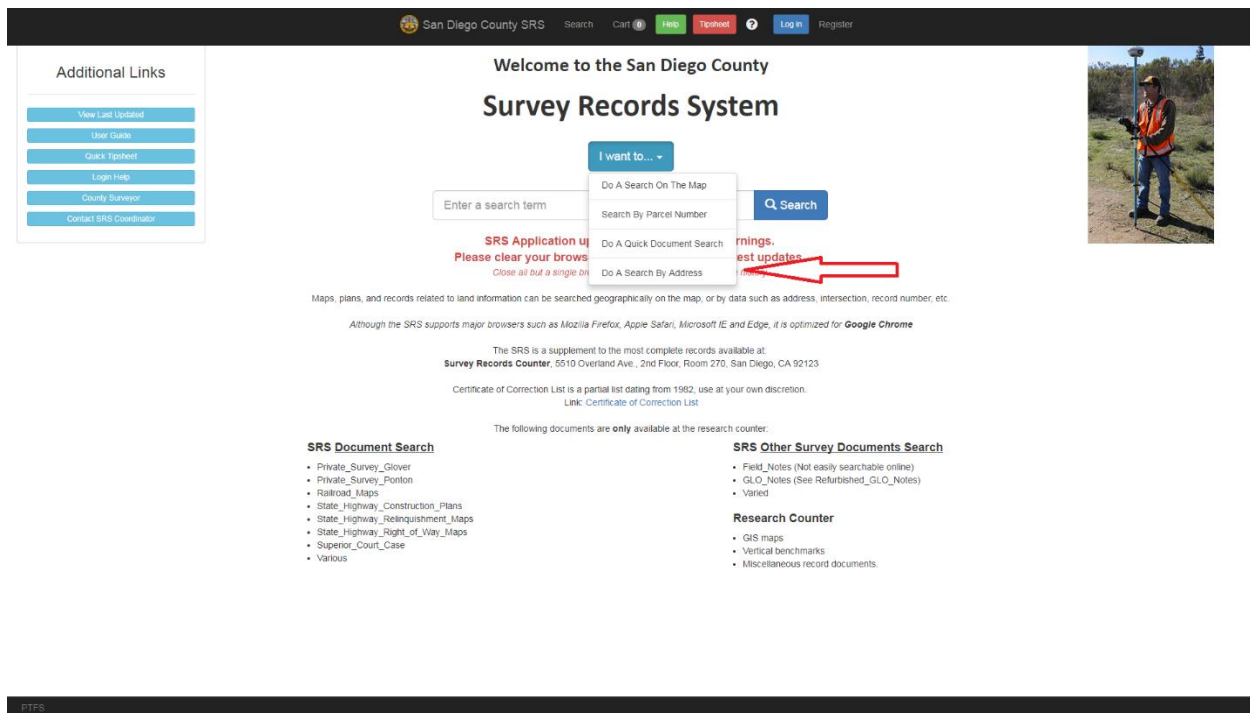 San Diego County SRS Search Cart 0 Help Tipsheet ? Log in Register
Additional Links
View Last Updated
User Guide
Quick Tipsheet
Login Help
County Surveyor
Contact SRS Coordinator
Welcome to the San Diego County
Survey Records System
I want to...
Do A Search On The Map
Search By Parcel Number
Do A Quick Document Search
Do A Search By Address
Enter a search term
Search
SRS Application rnings.
Please clear your brows est updates
Close all but a single
Maps, plans, and records related to land information can be searched geographically on the map, or by data such as address, intersection, record number, etc.
Although the SRS supports major browsers such as Mozilla Firefox, Apple Safari, Microsoft IE and Edge, it is optimized for Google Chrome
The SRS is a supplement to the most complete records available at:
Survey Records Counter, 5510 Overland Ave., 2nd Floor, Room 270, San Diego, CA 92123
Certificate of Correction List is a partial list dating from 1982, use at your own discretion.
Link: Certificate of Correction List
The following documents are only available at the research counter:
SRS Document Search
• Private_Survey_Glover
• Private_Survey_Ponton
• Railroad_Maps
• State_Highway_Construction_Plans
• State_Highway_Relinquishment_Maps
• State_Highway_Right_of_Way_Maps
• Superior_Court_Case
• Various
SRS Other Survey Documents Search
• Field_Notes (Not easily searchable online)
• GLO_Notes (See Refurbished_GLO_Notes)
• Varied
Research Counter
• GIS maps
• Vertical benchmarks
• Miscellaneous record documents.
PTFS